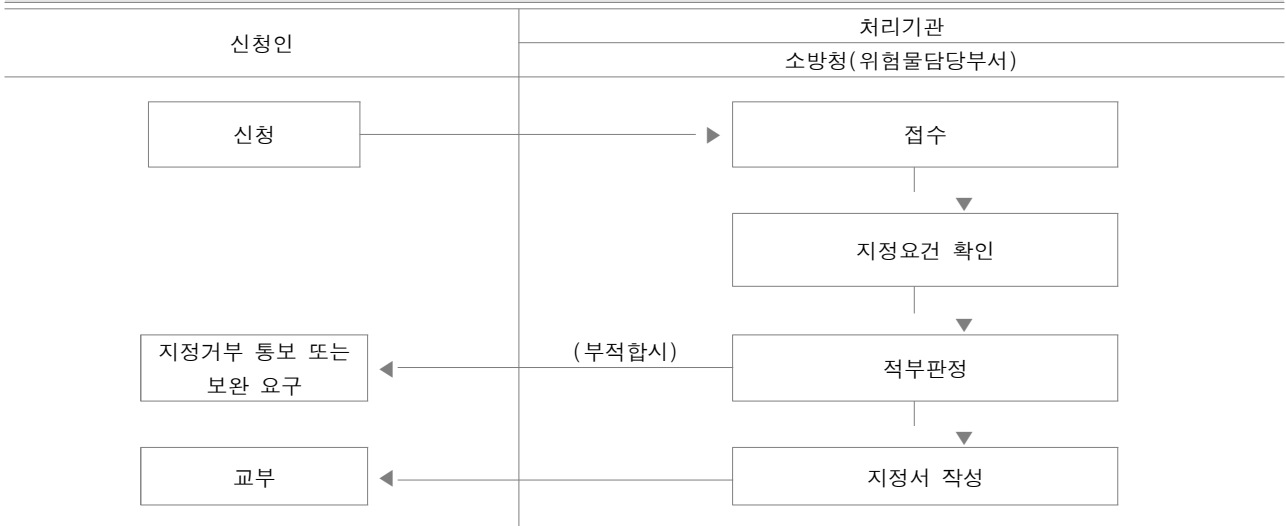 신청인
처리기관
소방청(위험물담당부서)
신청
접수
지정요건 확인
지정거부 통보 또는
보완 요구
(부적합시)
적부판정
교부
지정서 작성